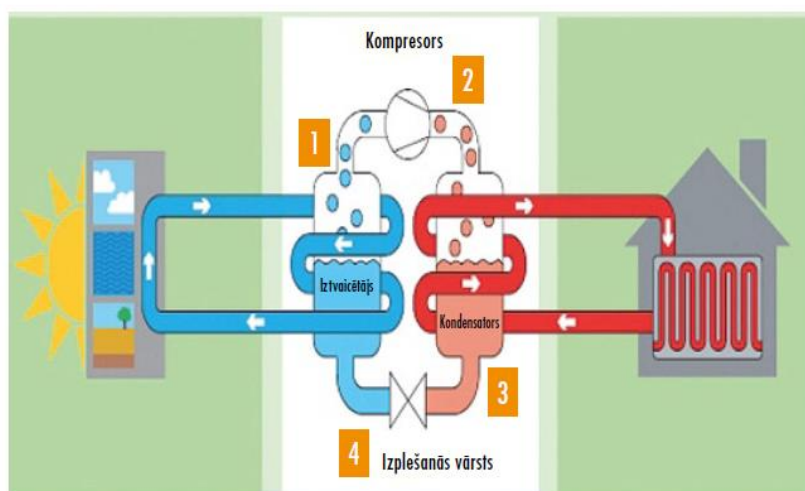 Kompresors
2
1
Iztvaicētājs
Kondensators
3
4
Izplešanās vārsts